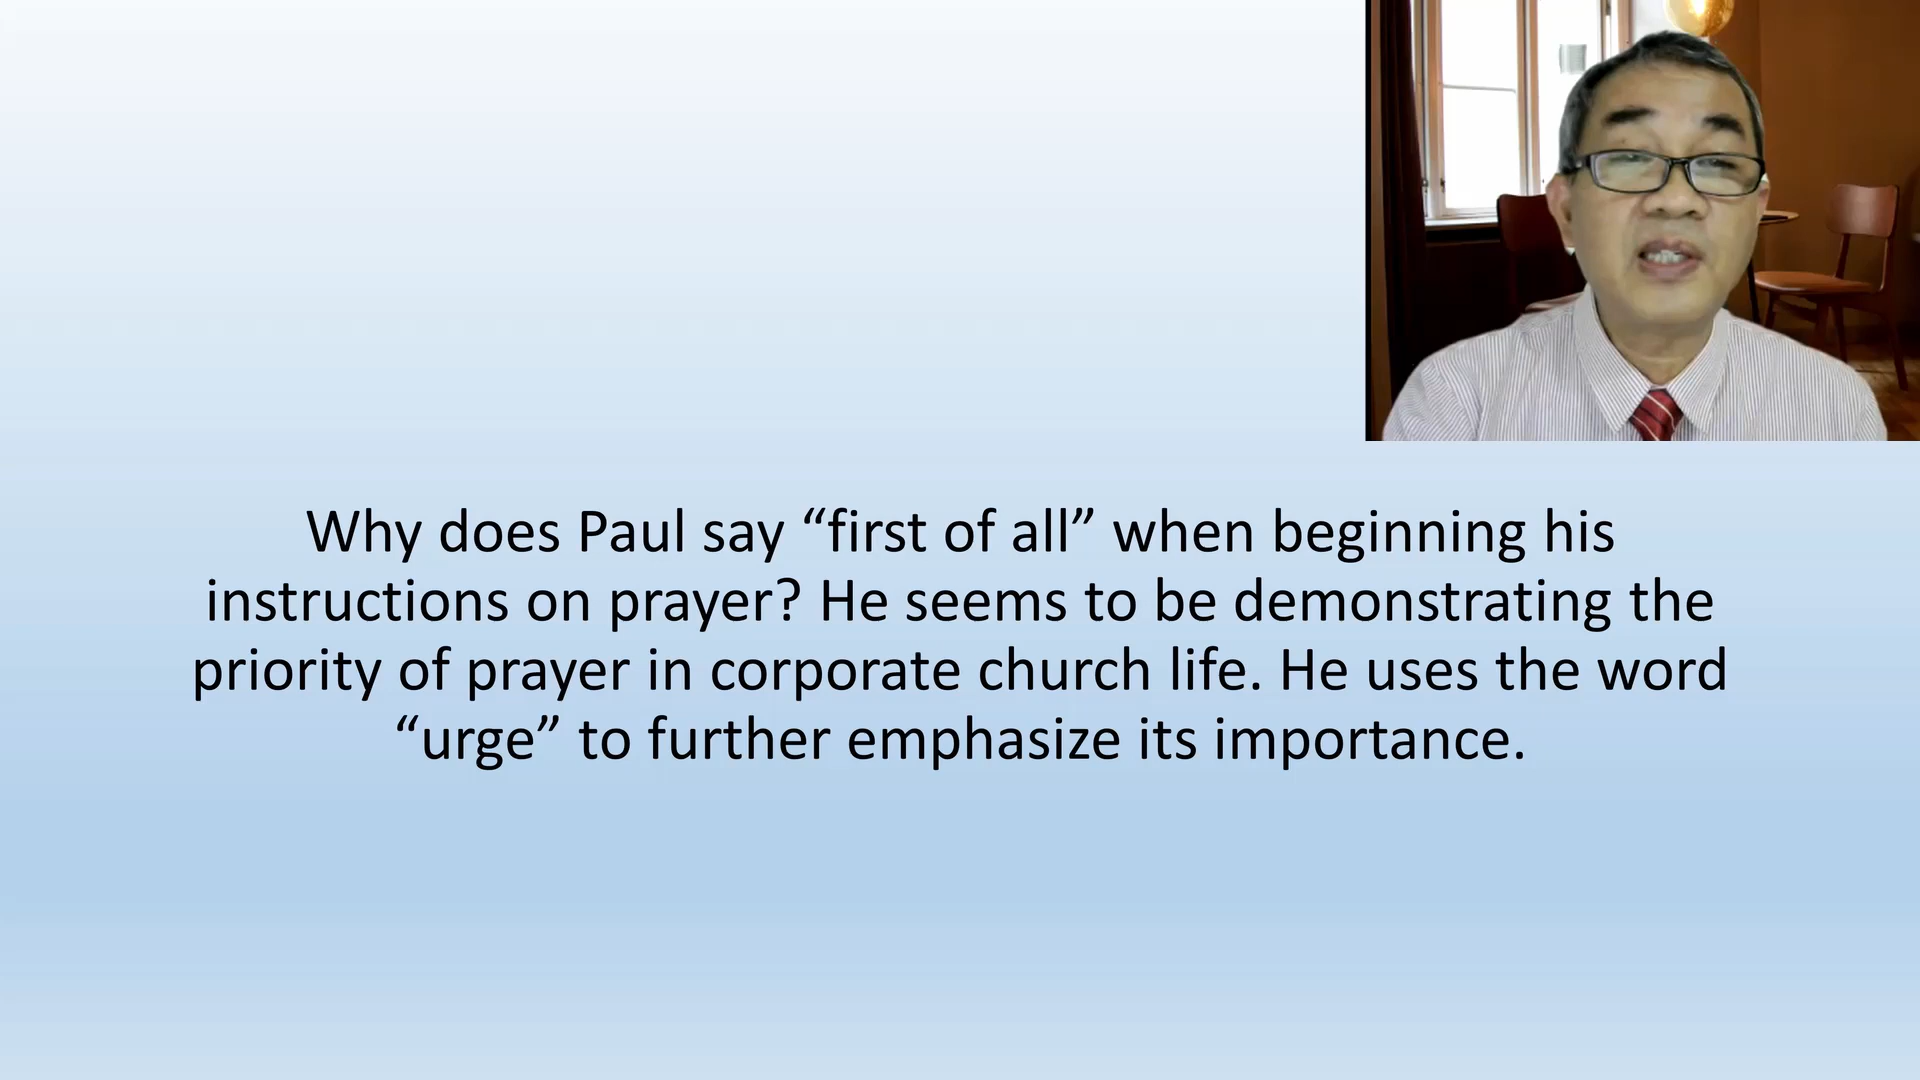 Why does Paul say “first of all” when beginning his
instructions on prayer? He seems to be demonstrating the
priority of prayer in corporate church life. He uses the word
“urge” to further emphasize its importance.